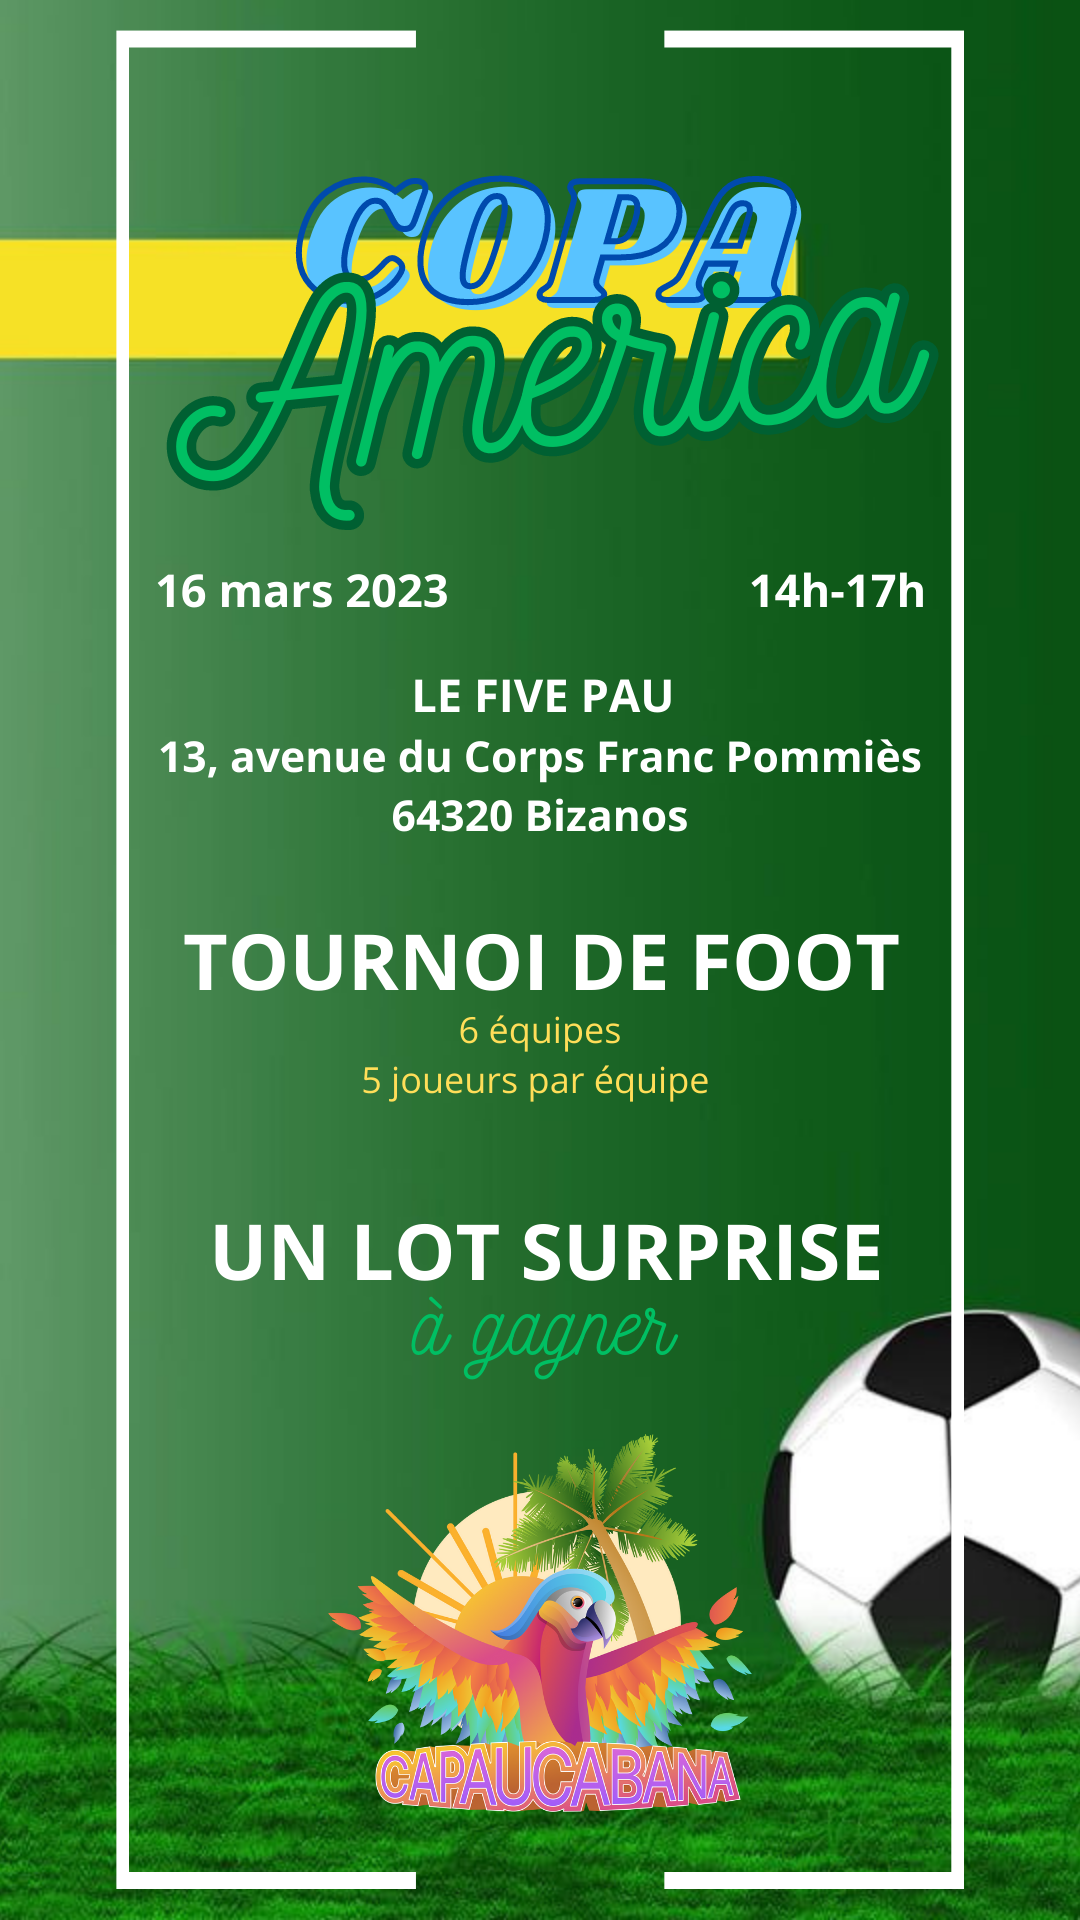 COPA
America
16 mars 2023 14h-17h
LE FIVE PAU
13, avenue du Corps Franc Pommiès
64320 Bizanos
TOURNOI DE FOOT
6 équipes
5 joueurs par équipe
UN LOT SURPRISE
à gagner
CAPAUCABANA